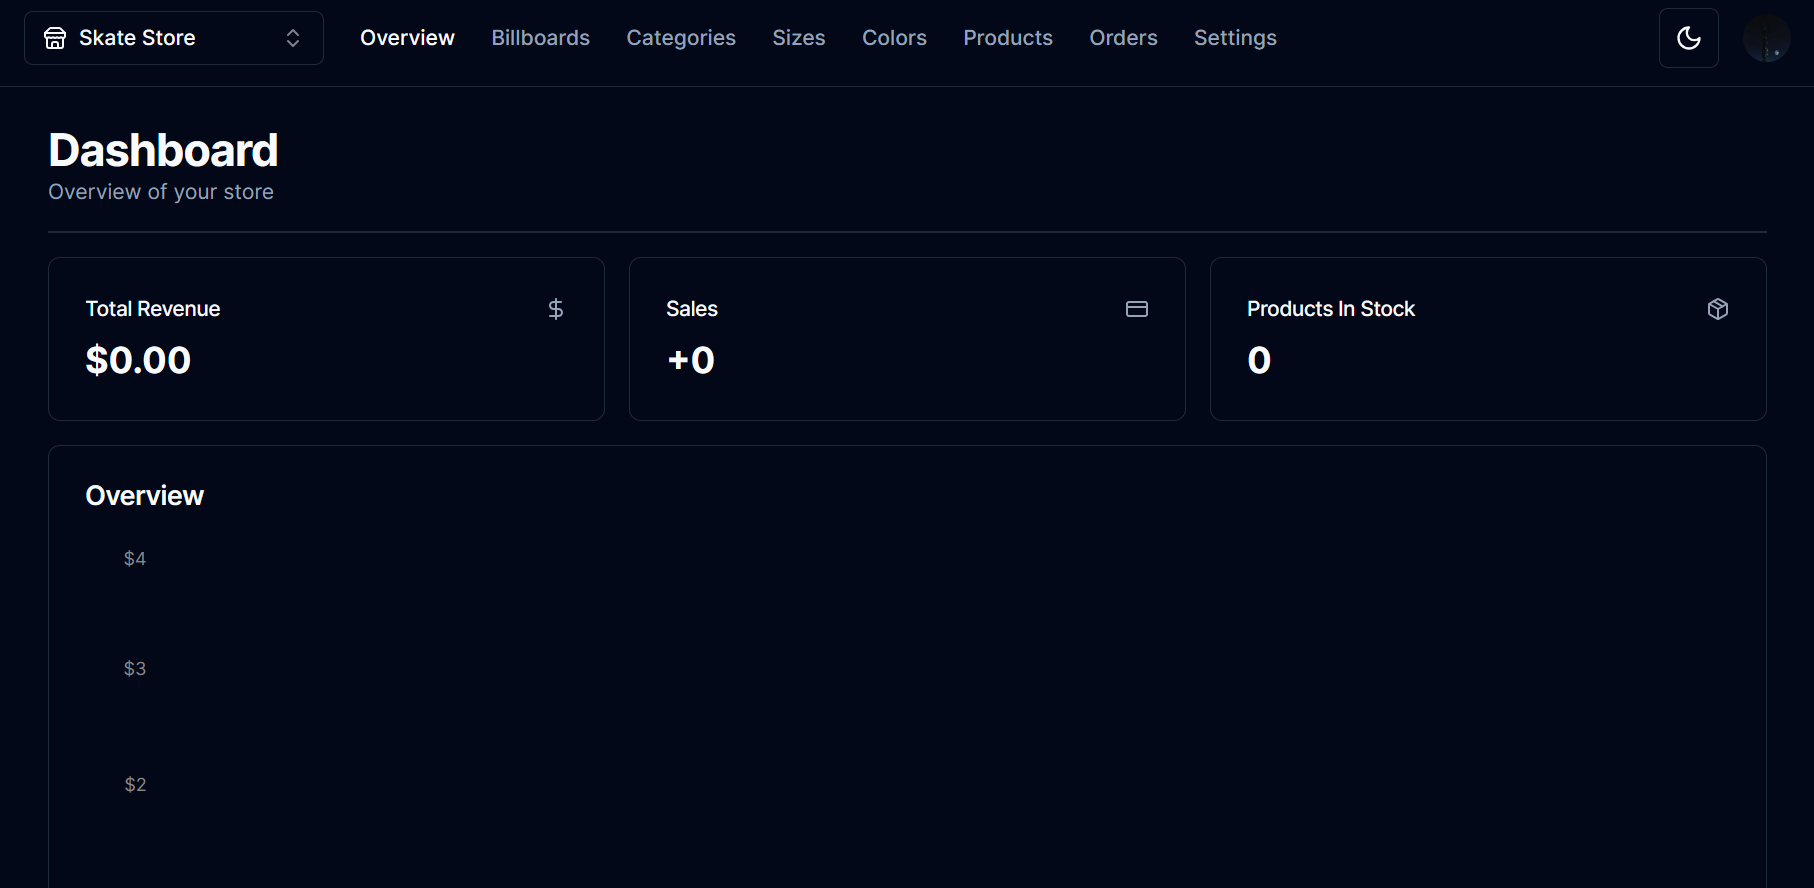 Skate Store
Overview Billboards Categories Sizes Colors Products Orders Settings
Dashboard
Overview of your store
Total Revenue
$0.00
Sales
+0
Products In Stock
0
Overview
$4
$3
$2